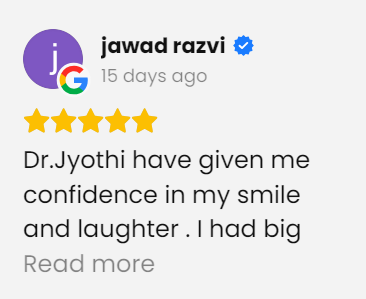 j
jawad razvi
15 days ago
Dr.Jyothi have given me
confidence in my smile
and laughter . I had big
Read more